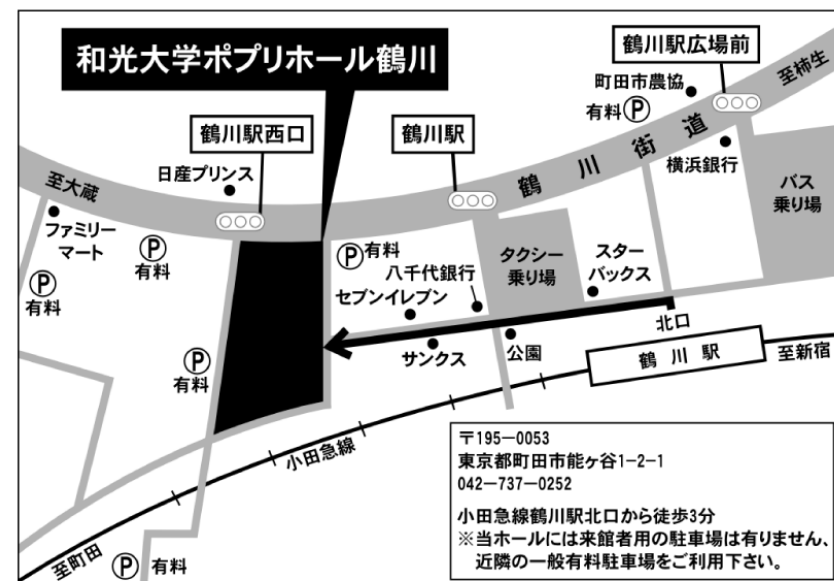 和光大学ポプリホール鶴川
鶴川駅広場前
至柿生
町田市農協
有料 Ⓟ
鶴川駅西口
鶴川駅
鶴川街道
横浜銀行
日産プリンス
至大蔵
バス
乗り場
ファミリー
マート
Ⓟ
有料
Ⓟ
有料
Ⓟ有料
八千代銀行
タクシー
乗り場
スター
バックス
セブンイレブン
サンクス
公園
北口
鶴川駅
至新宿
Ⓟ
有料
小田急線
至町田
Ⓟ 有料
〒195-0053
東京都町田市能ヶ谷1-2-1
042-737-0252
小田急線鶴川駅北口から徒歩3分
※当ホールには来館者用の駐車場は有りません、
近隣の一般有料駐車場をご利用下さい。